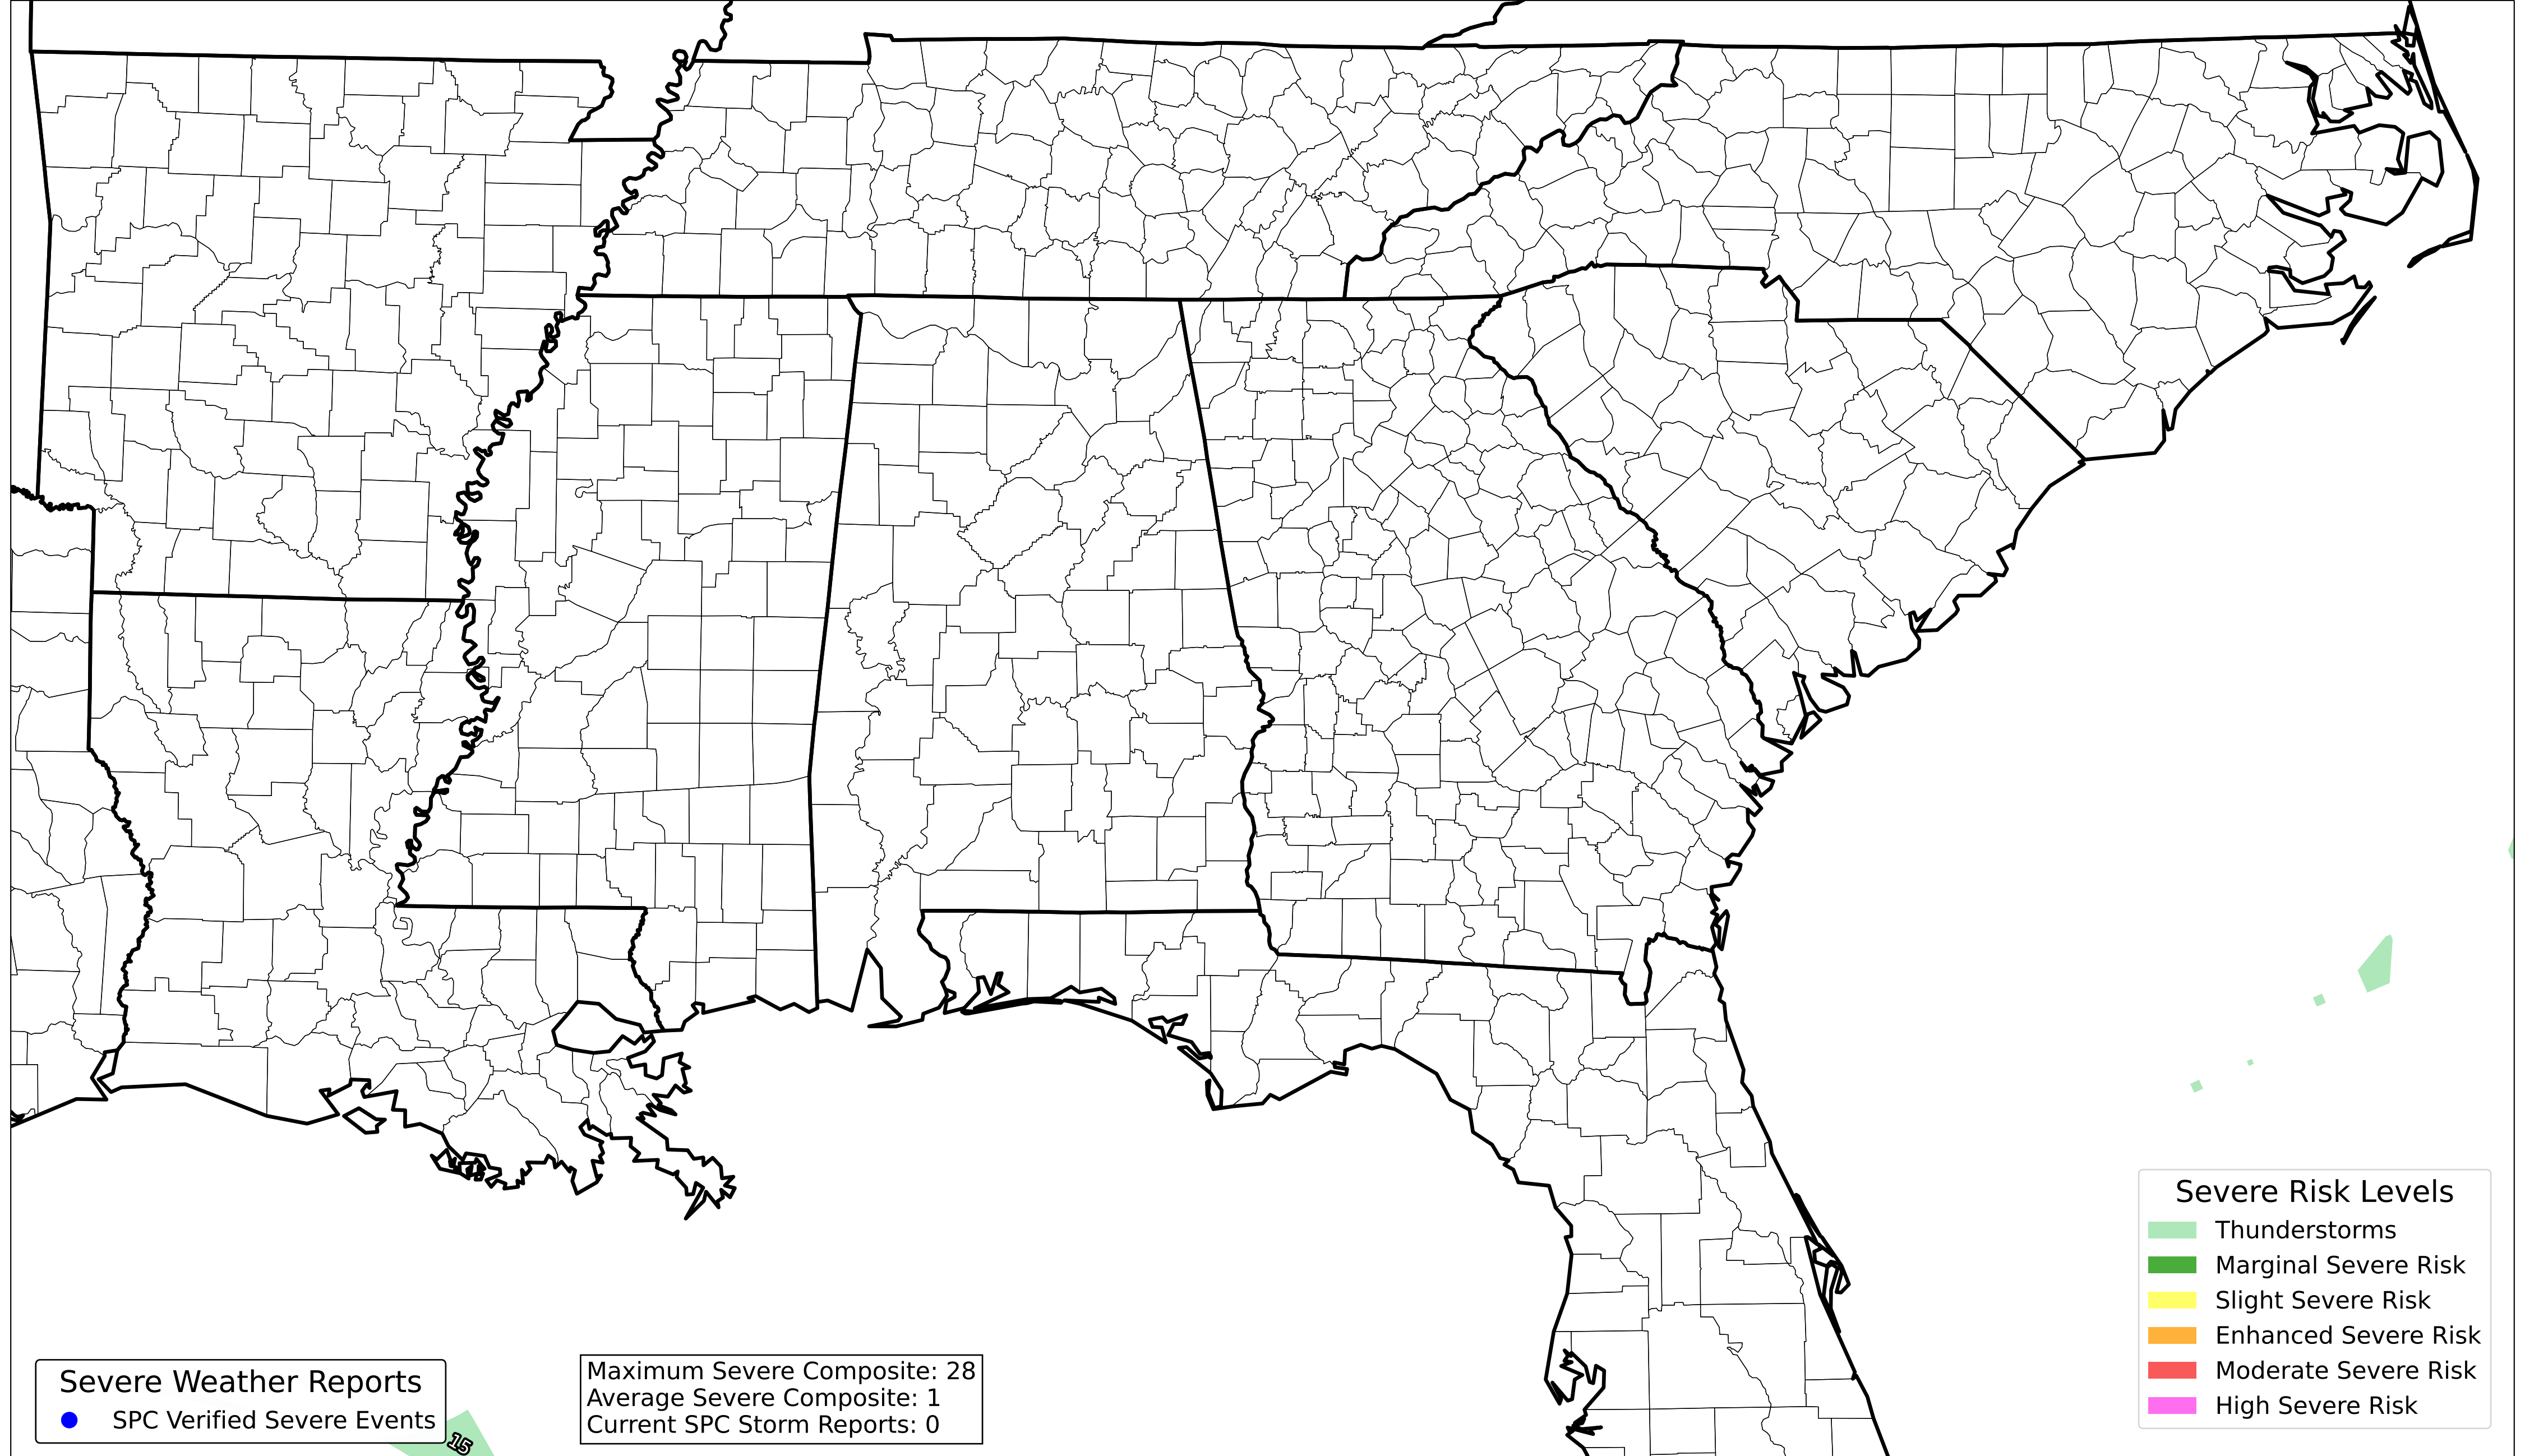 Severe Risk Levels
Thunderstorms
Marginal Severe Risk
Slight Severe Risk
Enhanced Severe Risk
Moderate Severe Risk
High Severe Risk
Severe Weather Reports
SPC Verified Severe Events
15
Maximum Severe Composite: 28
Average Severe Composite: 1
Current SPC Storm Reports: 0